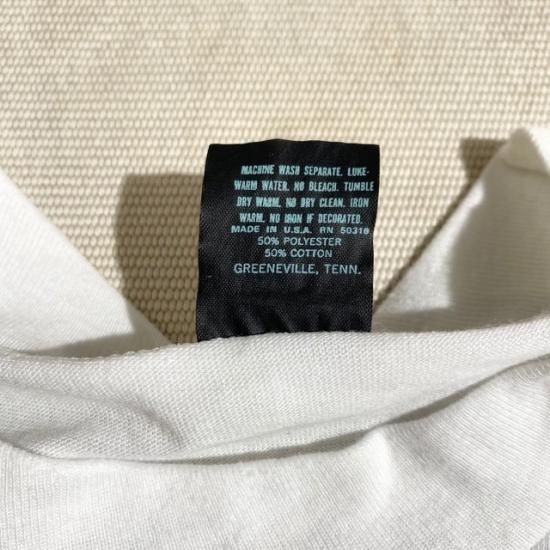 MACHINE WASH SEPARATE. LUKE-
WARM WATER. NO BLEACH. TUMBLE
DRY WARM. NO DRY CLEAN. IRON
WARM. NO IRON IF DECORATED.
MADE IN U.S.A. RN 50318
50% POLYESTER
50% COTTON
GREENEVILLE, TENN.